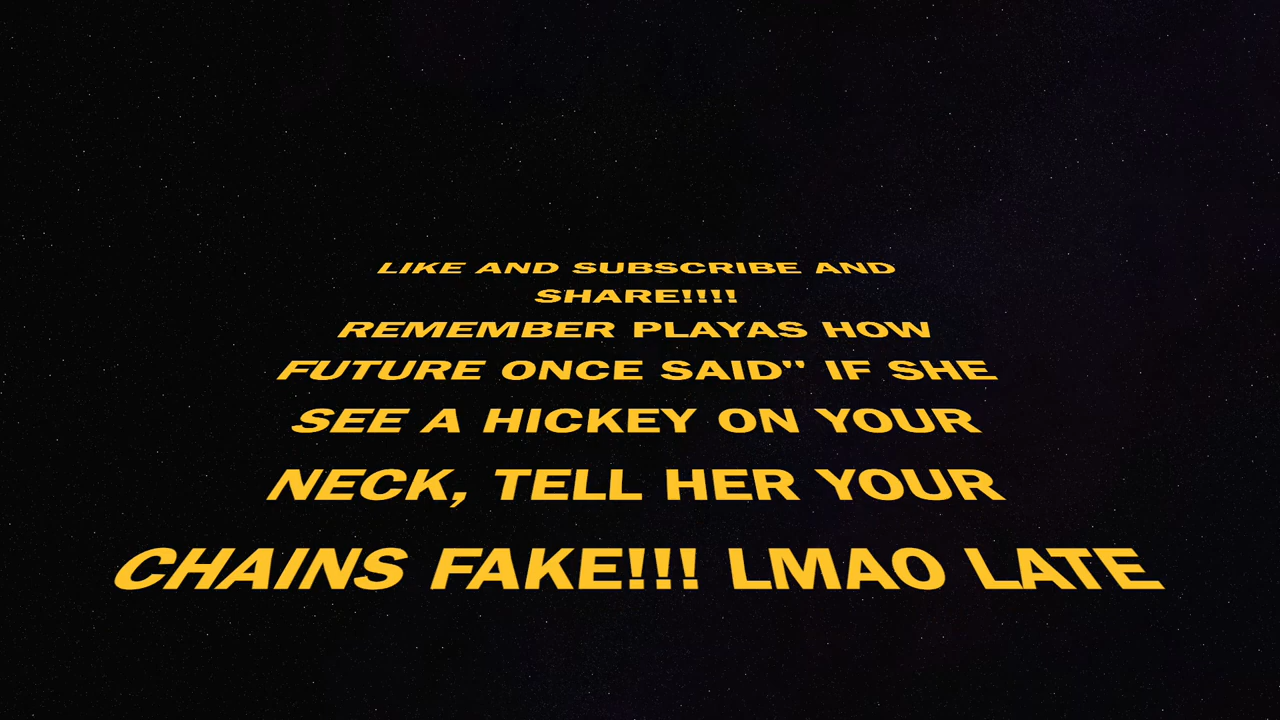 LIKE AND SUBSCRIBE AND
SHARE!!!!
REMEMBER PLAYAS HOW
FUTURE ONCE SAID" IF SHE
SEE A HICKEY ON YOUR
NECK, TELL HER YOUR
CHAINS FAKE!!! LMAO LATE